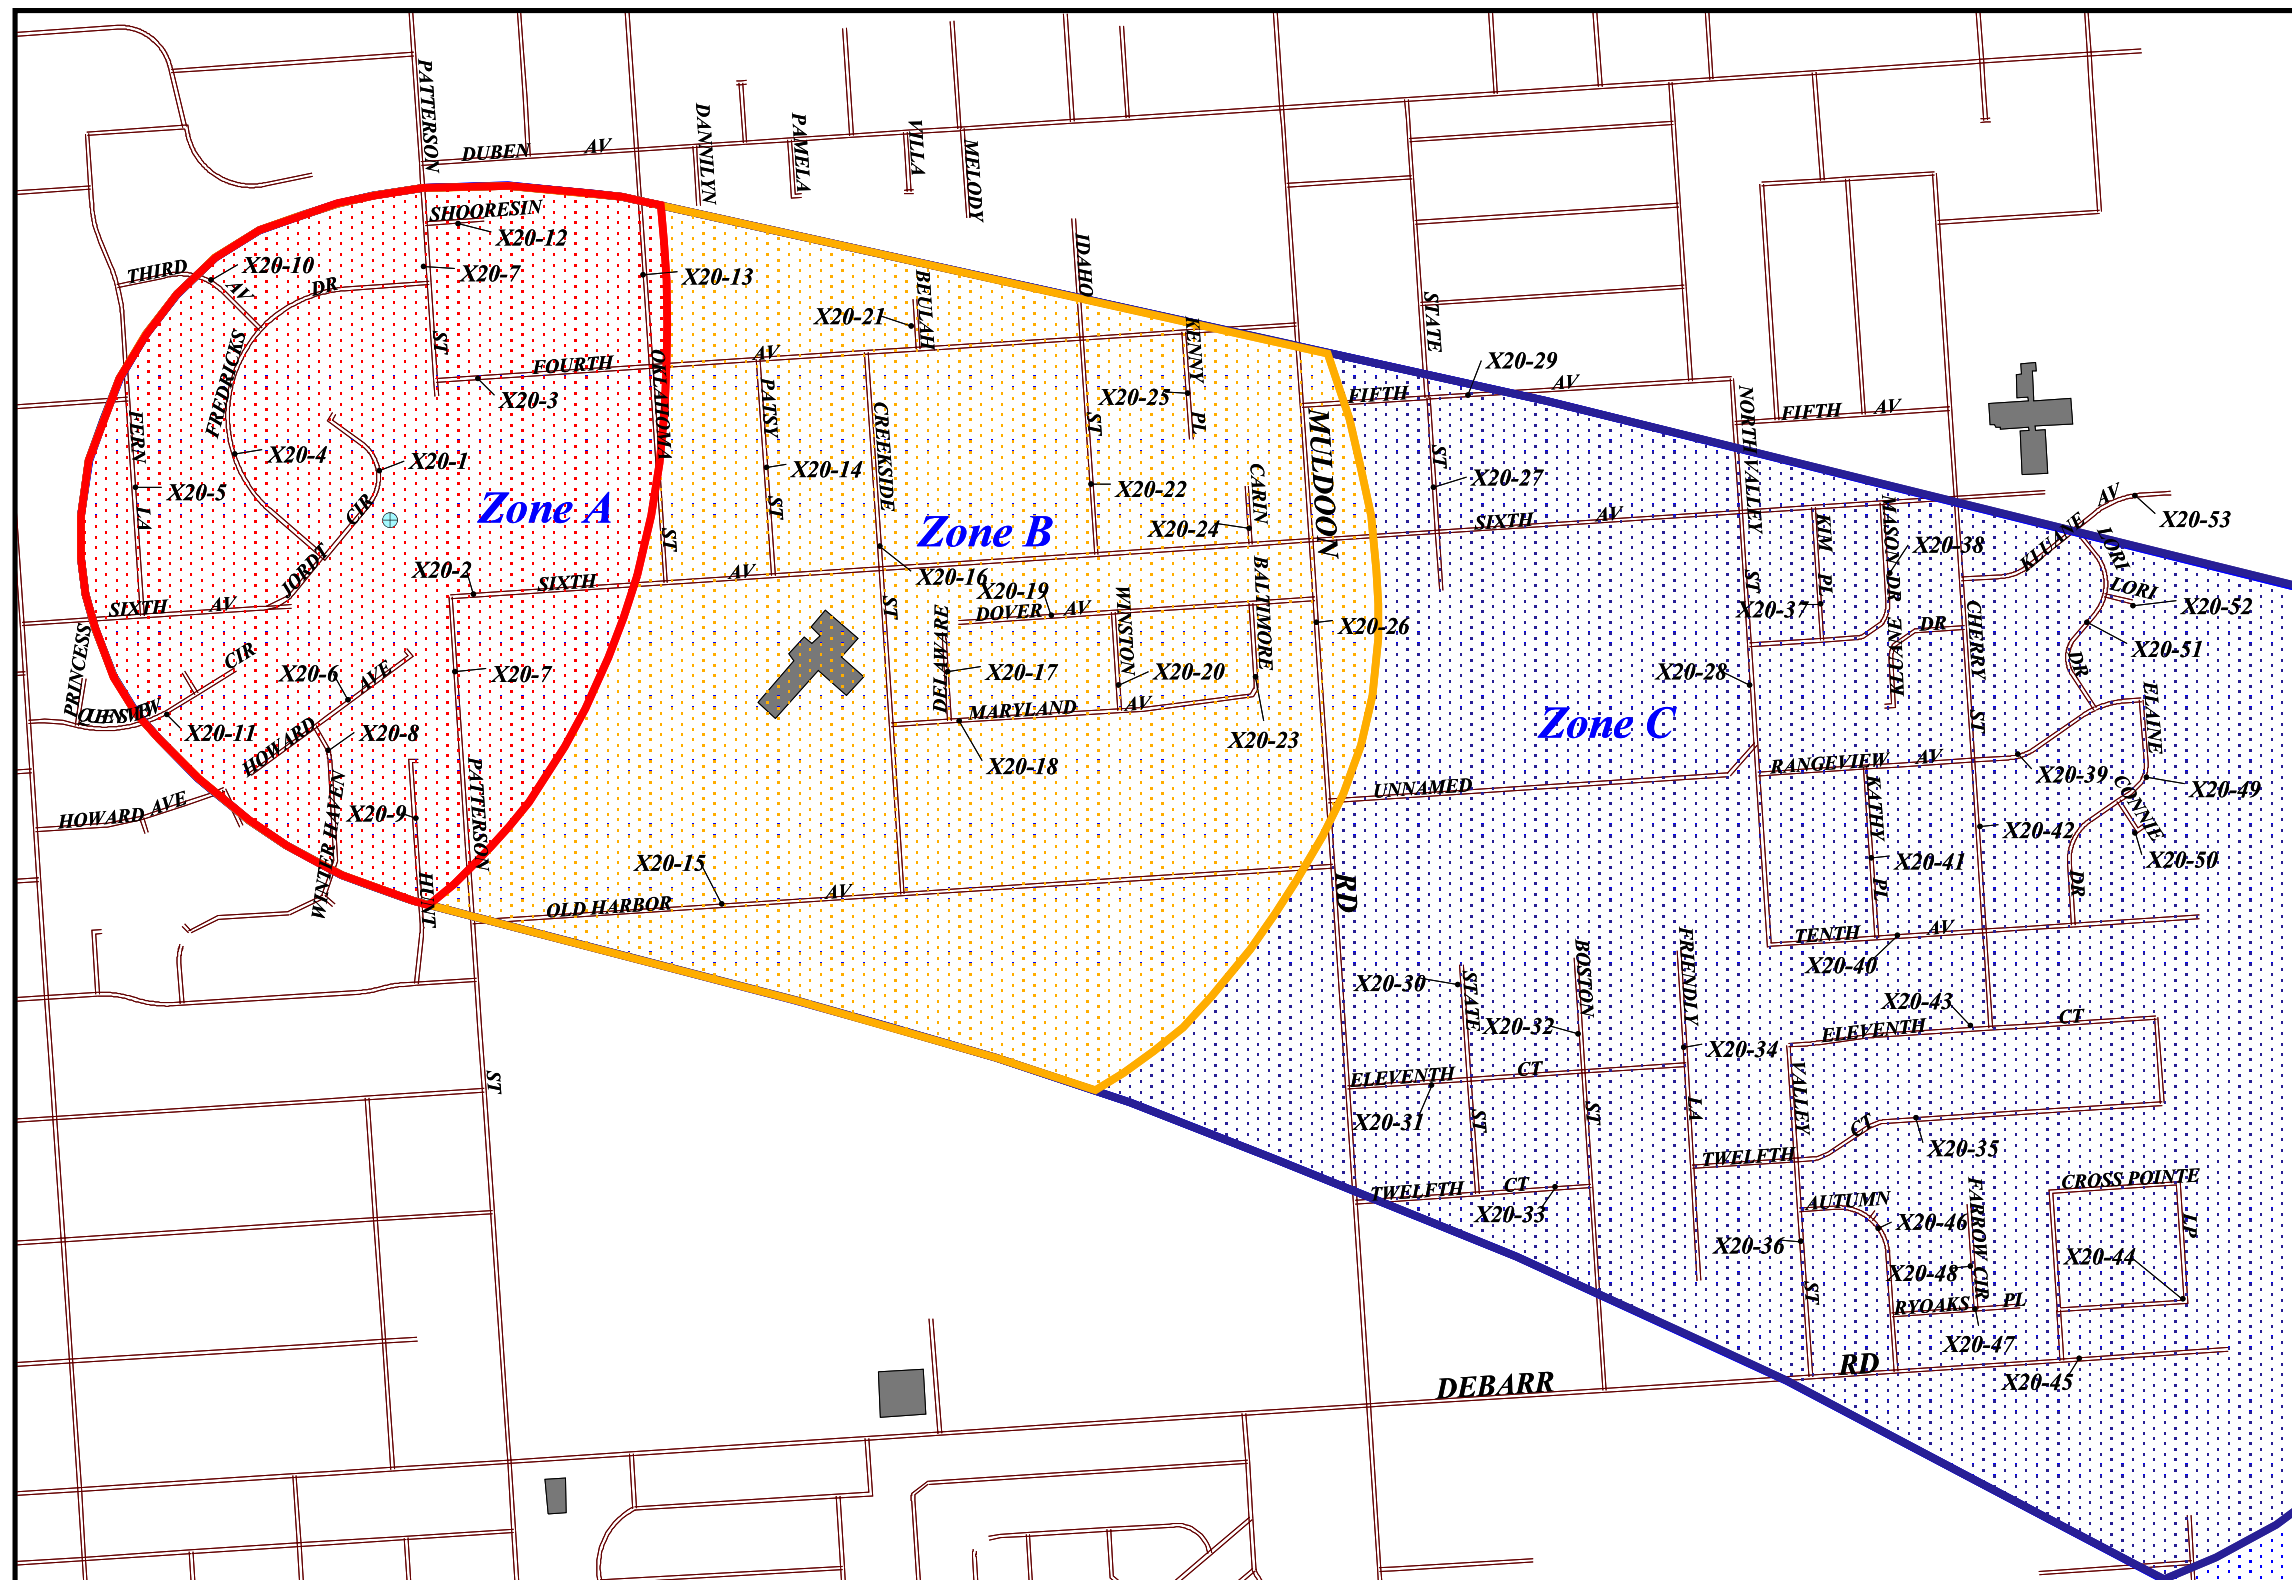 PATTERSON
DUBEN AV
DANNILYN
PAMELA
VILLA
MELODY
SHOORESIN
X20-12
THIRD AV
X20-10
DR
X20-7
X20-13
BEULAH
IDAHO
X20-21
KENNY
STATE
FREDRICKS
ST
FOURTH
AV
OKLAHOMA
X20-3
PATSY
X20-25
PL
FIFTH AV
X20-29
NORTH VALLEY
FIFTH AV
FERN
X20-4
X20-1
CREEKSIDE
ST
MULDOON
ST
X20-5
LA
CIR
Zone A
X20-14
ST
X20-22
CARIN
X20-27
X20-24
Zone B
SIXTH AV
KIM
PL
MASON DR
X20-38
KLUANE AV
X20-53
LORI
ST
JORDT
X20-2
SIXTH
AV
X20-16
X20-19
DOVER AV
BALTIMORE
ST
X20-37
LORI
X20-52
SIXTH AV
PRINCESS
CIR
X20-6
AVE
X20-7
ST
DELAWARE
X20-17
WINSTON
X20-20
X20-26
X20-28
KLUANE
DR
CHERRY
X20-51
DR
MARYLAND AV
X20-11
HOWARD
X20-8
X20-18
X20-23
Zone C
ST
ELAINE
HOWARD AVE
WINTER HAVEN
X20-9
PATTERSON
UNNAMED
RANGEVIEW AV
X20-39
KATHY
CONNIE
X20-49
X20-42
X20-15
X20-41
X20-50
HUNT
OLD HARBOR
AV
RD
PL
DR
TENTH AV
X20-40
X20-30
STATE
BOSTON
FRIENDLY
X20-43
X20-32
ELEVENTH
CT
X20-34
ST
ELEVENTH CT
VALLEY
X20-31
ST
ST
LA
CT
X20-35
TWELFTH
TWELFTH CT
X20-33
CROSS POINTE
LP
AUTUMN
X20-46
FARROW CIR
X20-36
X20-48
X20-44
ST
RYOAKS PL
X20-47
DEBARR
RD
X20-45